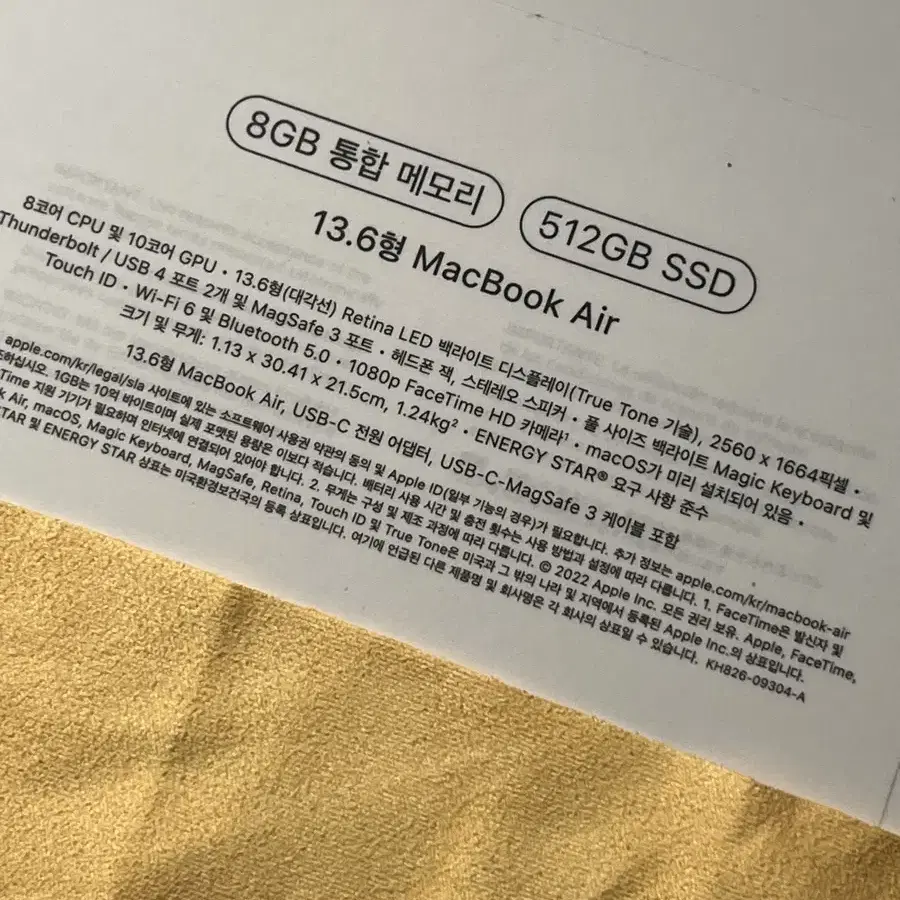 8GB 통합 메모리
512GB SSD
13.6형 MacBook Air
8코어 CPU 및 10코어 GPU • 13.6형(대각선) Retina LED 백라이트 디스플레이(True Tone 기술), 2560 x 1664픽셀 •
Thunderbolt / USB 4 포트 2개 및 MagSafe 3 포트 • 헤드폰 잭, 스테레오 스피커 • 풀 사이즈 백라이트 Magic Keyboard 및
Touch ID • Wi-Fi 6 및 Bluetooth 5.0 • 1080p FaceTime HD 카메라¹ • macOS가 미리 설치되어 있음 •
크기 및 무게: 1.13 x 30.41 x 21.5cm, 1.24kg² • ENERGY STAR® 요구 사항 준수
13.6형 MacBook Air, USB-C 전원 어댑터, USB-C-MagSafe 3 케이블 포함
apple.com/kr/legal/sla 사이트에 있는 소프트웨어 사용권 약관의 동의 및 Apple ID(일부 기능의 경우)가 필요합니다. 추가 정보는 apple.com/kr/macbook-air
조하십시오. 1GB는 10억 바이트이며 실제 포맷된 용량은 이보다 적습니다. 배터리 사용 시간 및 충전 횟수는 사용 방법과 설정에 따라 다릅니다. 1. FaceTime은 발신자 및
Time 지원 기기가 필요하며 인터넷에 연결되어 있어야 합니다. 2. 무게는 구성 및 제조 과정에 따라 다릅니다. © 2022 Apple Inc. 모든 권리 보유. Apple, FaceTime,
k Air, macOS, Magic Keyboard, MagSafe, Retina, Touch ID 및 True Tone은 미국과 그 밖의 나라 및 지역에서 등록된 Apple Inc.의 상표입니다.
STAR 및 ENERGY STAR 상표는 미국환경보건국의 등록 상표입니다. 여기에 언급된 다른 제품명 및 회사명은 각 회사의 상표일 수 있습니다. KH826-09304-A